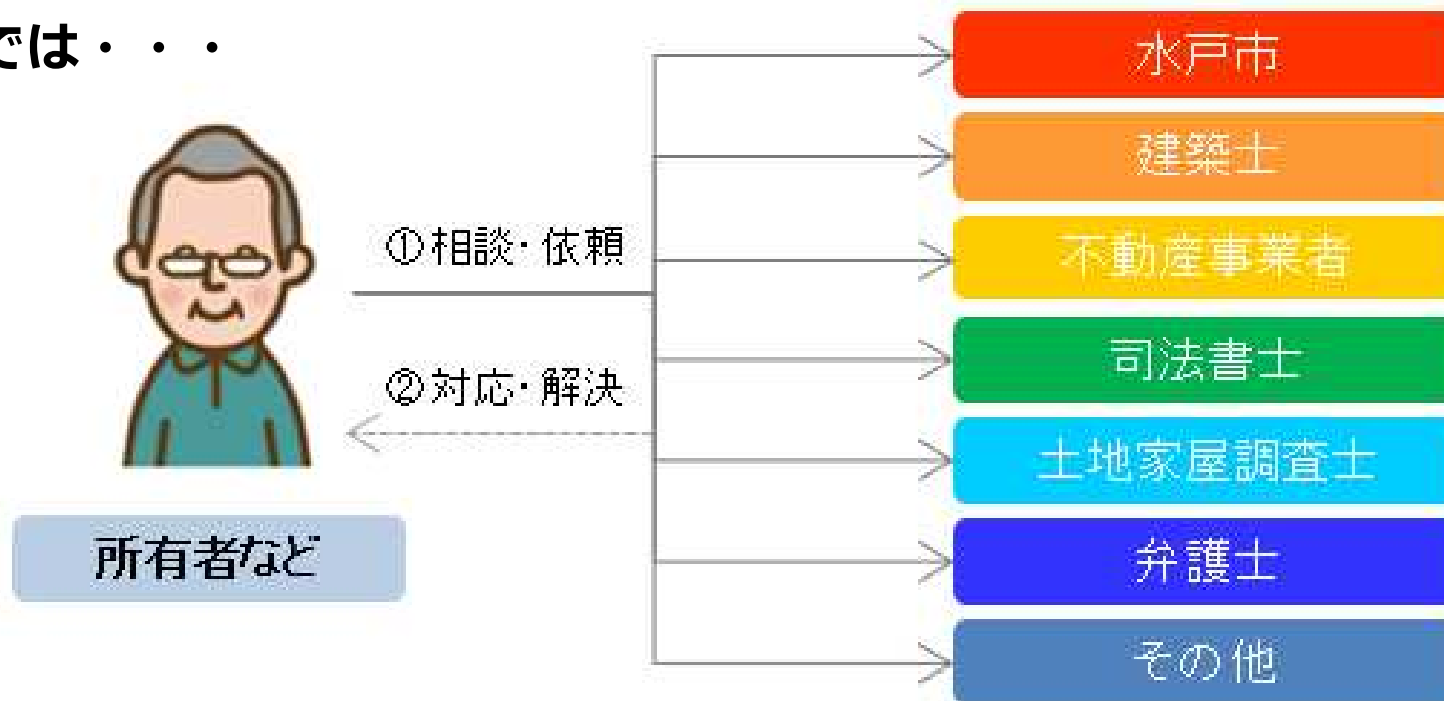 では・・・
①相談・依頼
②対応・解決
所有者など
水戸市
建築士
不動産事業者
司法書士
土地家屋調査士
弁護士
その他